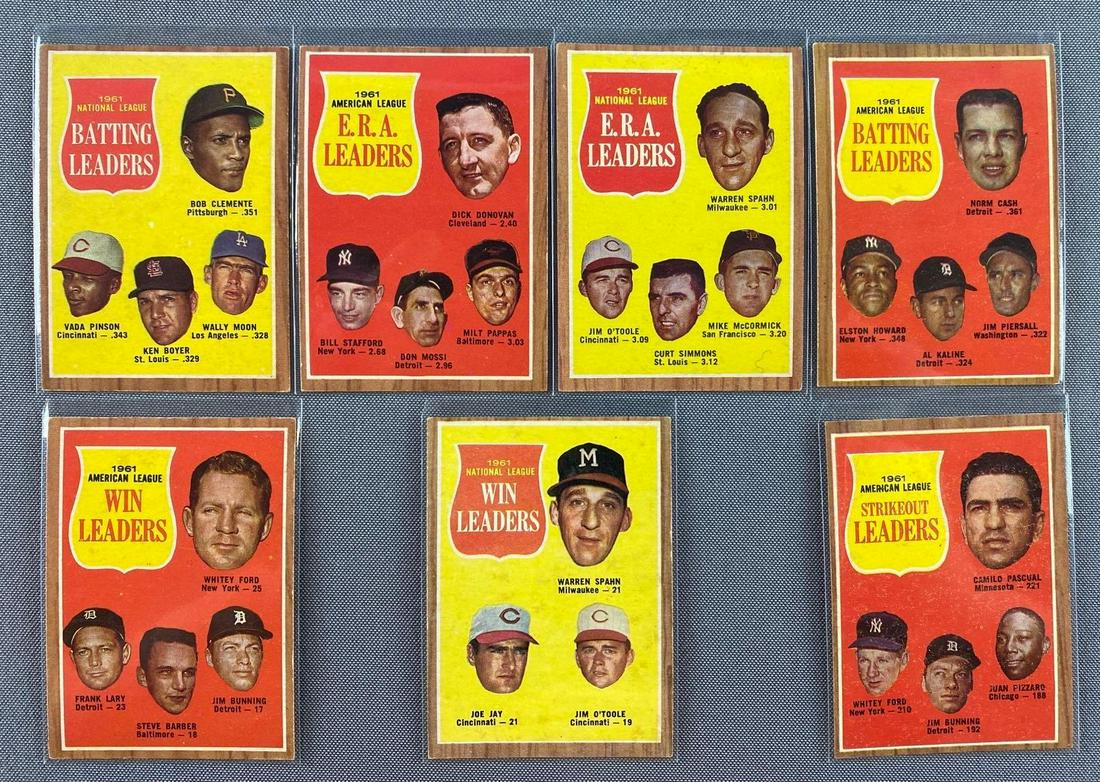 1961
NATIONAL LEAGUE
BATTING
LEADERS
P
BOB CLEMENTE
Pittsburgh — .351
C
VADA PINSON
Cincinnati — .343
STL
KEN BOYER
St. Louis — .329
LA
WALLY MOON
Los Angeles — .328
1961
AMERICAN LEAGUE
E.R.A.
LEADERS
DICK DONOVAN
Cleveland — 2.40
NY
BILL STAFFORD
New York — 2.68
DON MOSSI
Detroit — 2.96
MILT PAPPAS
Baltimore — 3.03
1961
NATIONAL LEAGUE
E.R.A.
LEADERS
WARREN SPAHN
Milwaukee — 3.01
C
JIM O'TOOLE
Cincinnati — 3.09
CURT SIMMONS
St. Louis — 3.12
SF
MIKE McCORMICK
San Francisco — 3.20
1961
AMERICAN LEAGUE
BATTING
LEADERS
NORM CASH
Detroit — .361
NY
ELSTON HOWARD
New York — .348
D
AL KALINE
Detroit — .324
JIM PIERSALL
Washington — .322
1961
AMERICAN LEAGUE
WIN
LEADERS
WHITEY FORD
New York — 25
D
FRANK LARY
Detroit — 23
STEVE BARBER
Baltimore — 18
D
JIM BUNNING
Detroit — 17
1961
NATIONAL LEAGUE
WIN
LEADERS
M
WARREN SPAHN
Milwaukee — 21
C
JOE JAY
Cincinnati — 21
C
JIM O'TOOLE
Cincinnati — 19
1961
AMERICAN LEAGUE
STRIKEOUT
LEADERS
CAMILO PASCUAL
Minnesota — 221
NY
WHITEY FORD
New York — 210
D
JIM BUNNING
Detroit — 192
JUAN PIZZARO
Chicago — 188